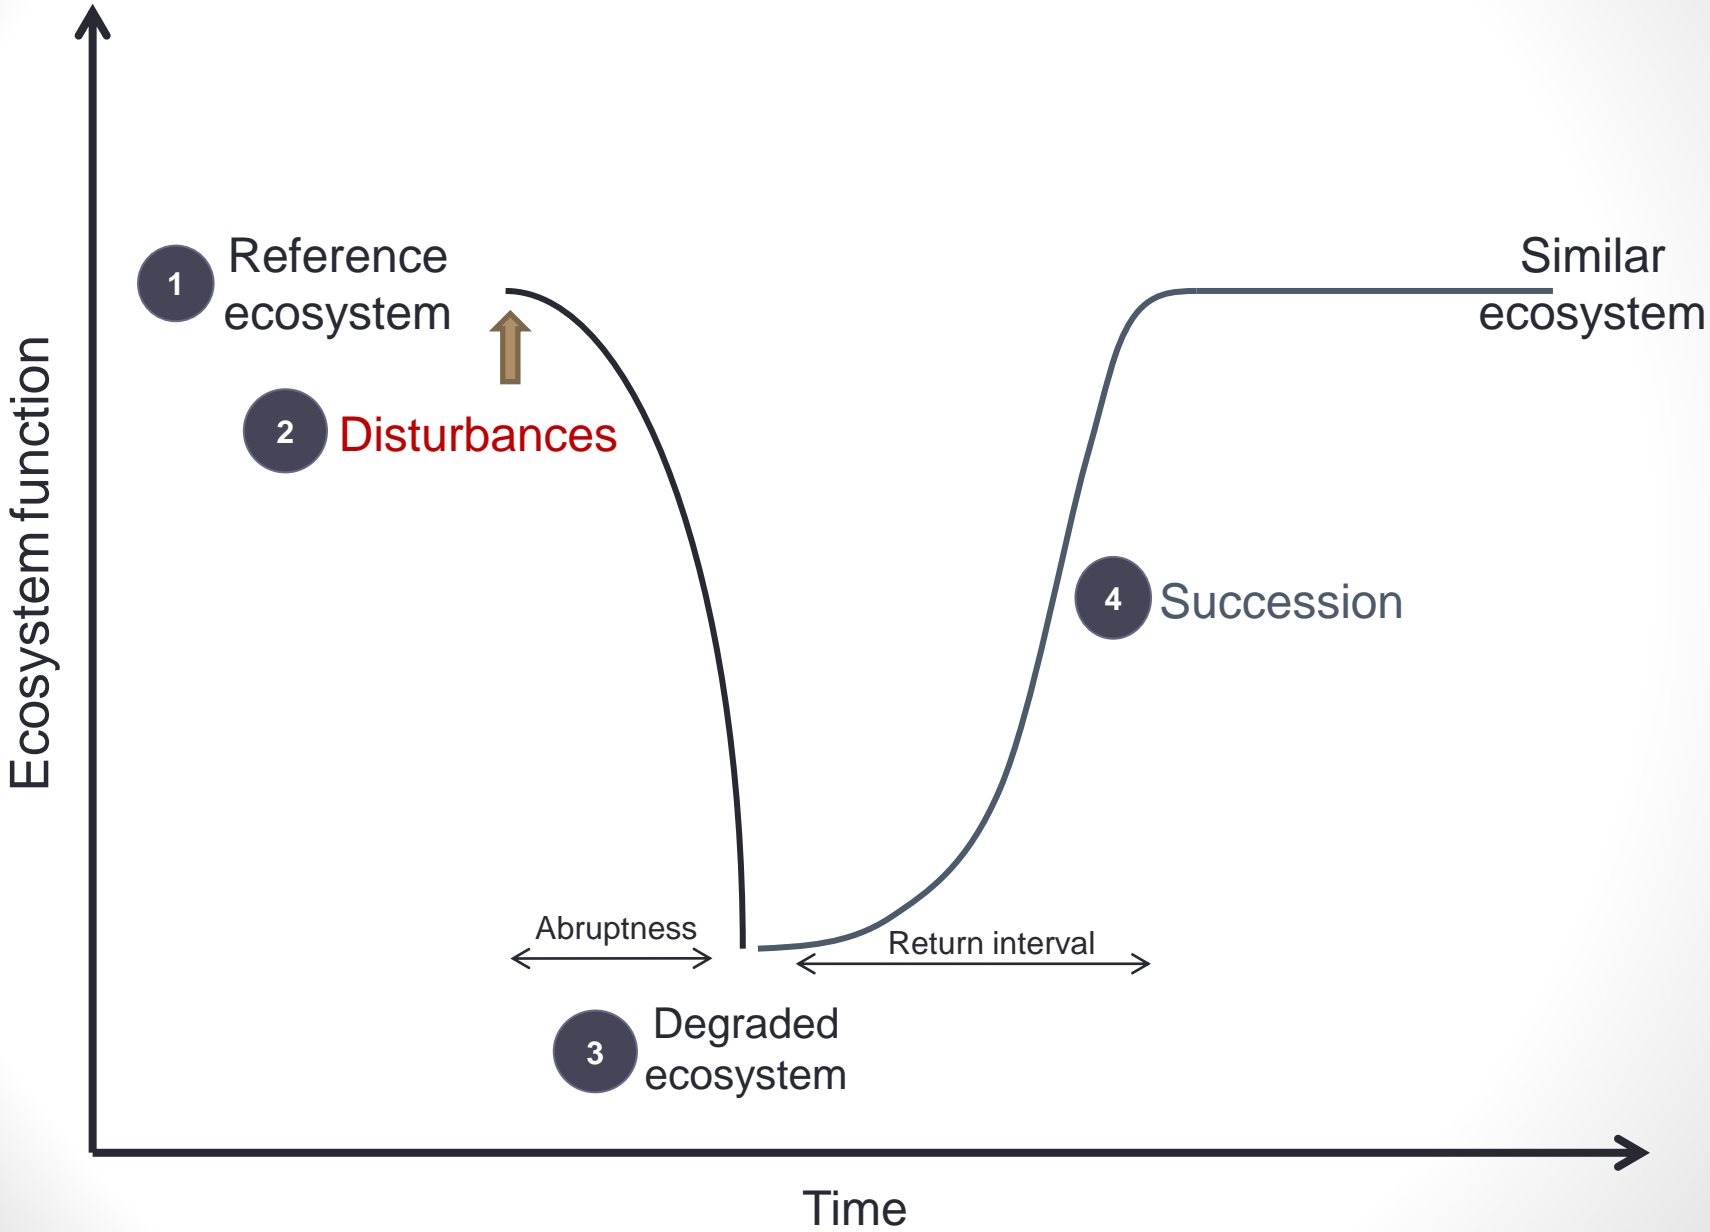 Ecosystem function
1
Reference
ecosystem
2
Disturbances
Similar
ecosystem
4
Succession
Abruptness
Return interval
3
Degraded
ecosystem
Time